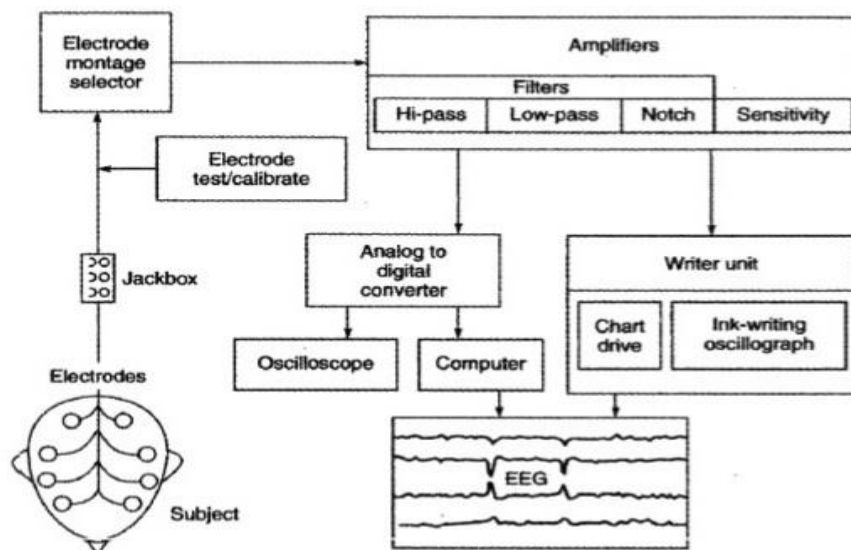 Electrode
montage
selector
Amplifiers
Filters
Hi-pass
Low-pass
Notch
Sensitivity
Electrode
test/calibrate
Jackbox
Analog to
digital
converter
Writer unit
Chart
drive
Ink-writing
oscillograph
Oscilloscope
Computer
Electrodes
EEG
Subject